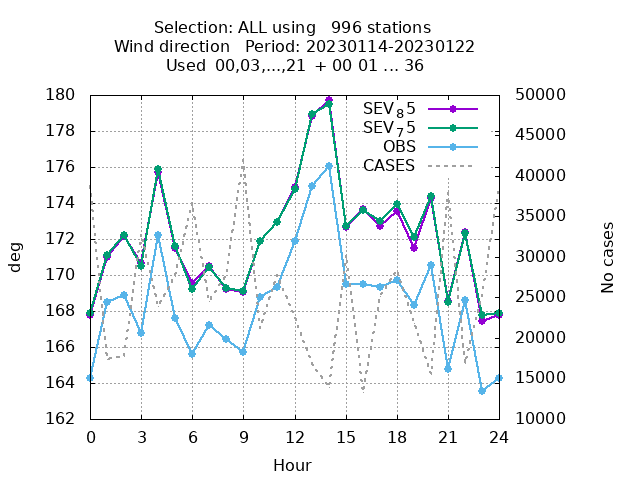 Selection: ALL using   996 stations
Wind direction   Period: 20230114-20230122
Used  00,03,...,21  + 00 01 ... 36
180 50000
SEV85
178 45000
SEV75
OBS
176 CASES 40000
174 35000
172 30000
170 25000
168 20000
166 15000
164
162 10000
0 3 6 9 12 15 18 21 24
Hour
deg
No cases